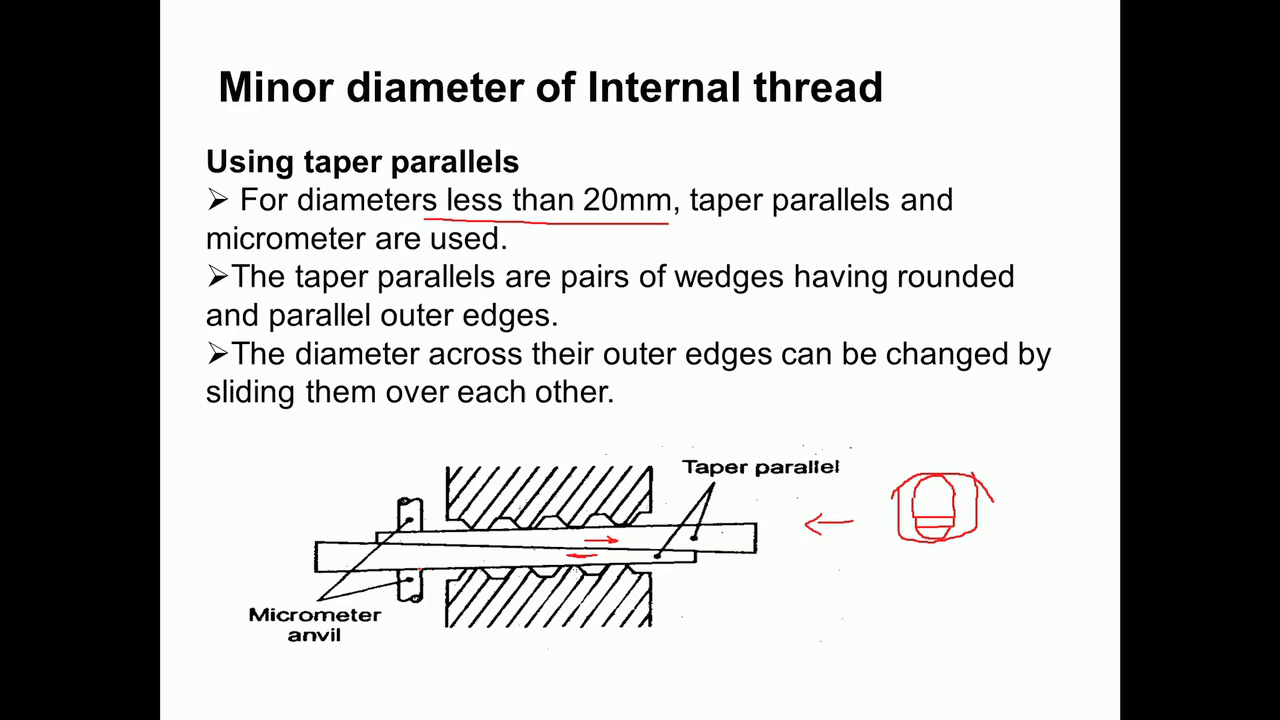 Minor diameter of Internal thread
Using taper parallels
➢ For diameters less than 20mm, taper parallels and
micrometer are used.
➢The taper parallels are pairs of wedges having rounded
and parallel outer edges.
➢The diameter across their outer edges can be changed by
sliding them over each other.
Taper parallel
Micrometer
anvil